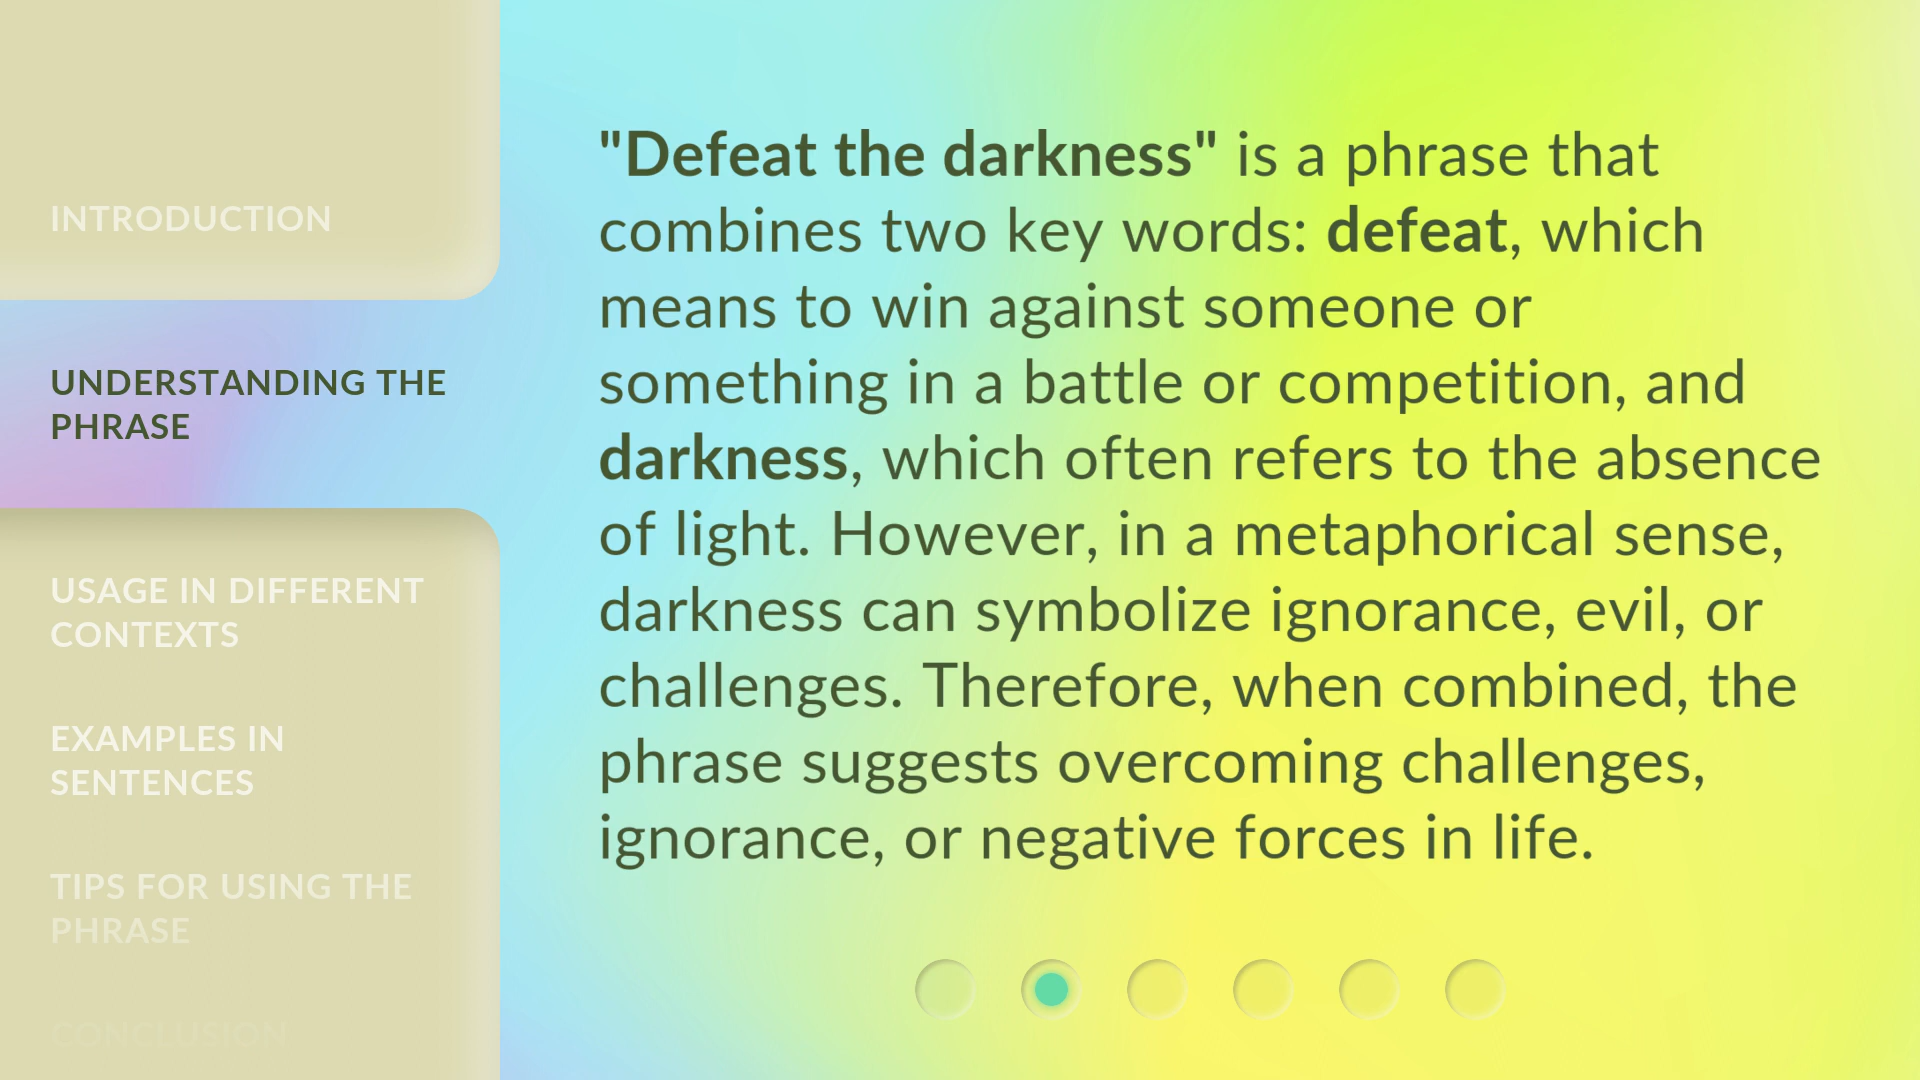 INTRODUCTION
UNDERSTANDING THE
PHRASE
USAGE IN DIFFERENT
CONTEXTS
EXAMPLES IN
SENTENCES
TIPS FOR USING THE
PHRASE
CONCLUSION
"Defeat the darkness" is a phrase that
combines two key words: defeat, which
means to win against someone or
something in a battle or competition, and
darkness, which often refers to the absence
of light. However, in a metaphorical sense,
darkness can symbolize ignorance, evil, or
challenges. Therefore, when combined, the
phrase suggests overcoming challenges,
ignorance, or negative forces in life.